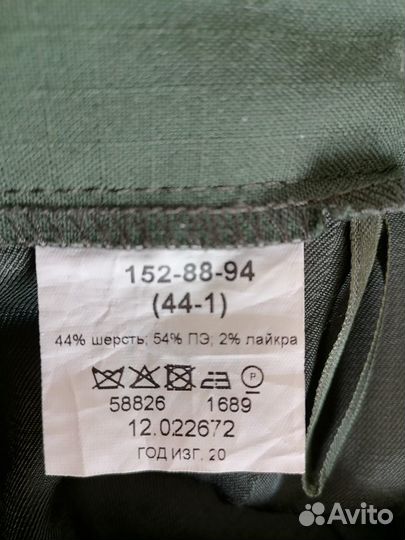 152-88-94
(44-1)
44% шерсть; 54% ПЭ; 2% лайкра
P
58826 1689
12.022672
ГОД ИЗГ. 20
Avito